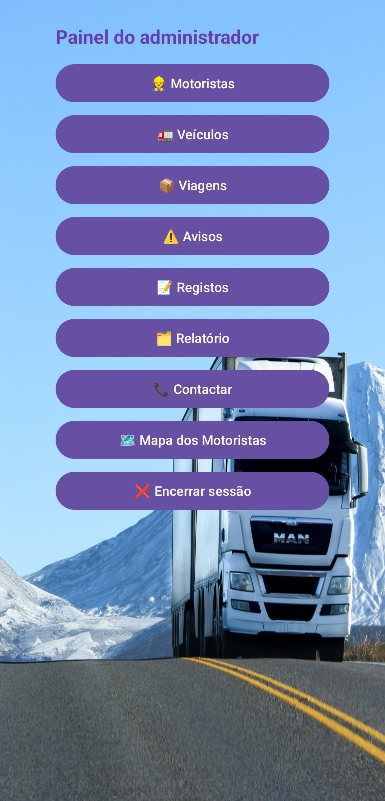 Painel do administrador
👷 Motoristas
🚛 Veículos
📦 Viagens
⚠️ Avisos
📝 Registos
🗂️ Relatório
📞 Contactar
🗺️ Mapa dos Motoristas
❌ Encerrar sessão
MAN